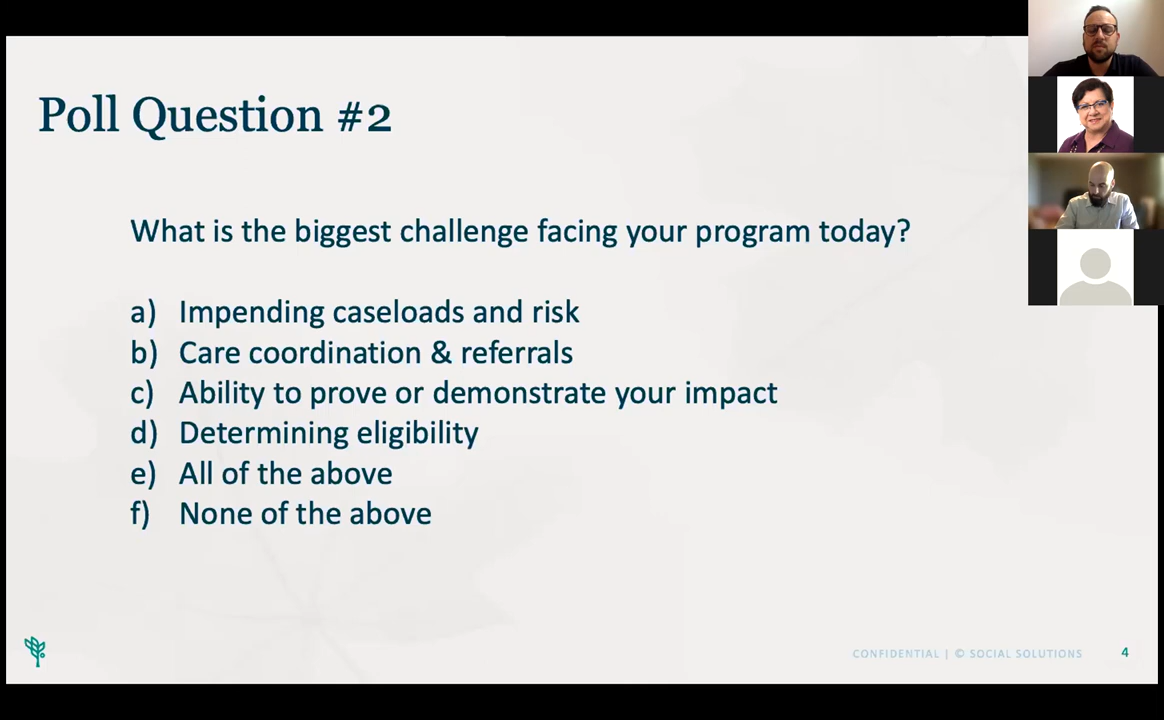 Poll Question #2
What is the biggest challenge facing your program today?
a) Impending caseloads and risk
b) Care coordination & referrals
c) Ability to prove or demonstrate your impact
d) Determining eligibility
e) All of the above
f) None of the above
CONFIDENTIAL | © SOCIAL SOLUTIONS 4